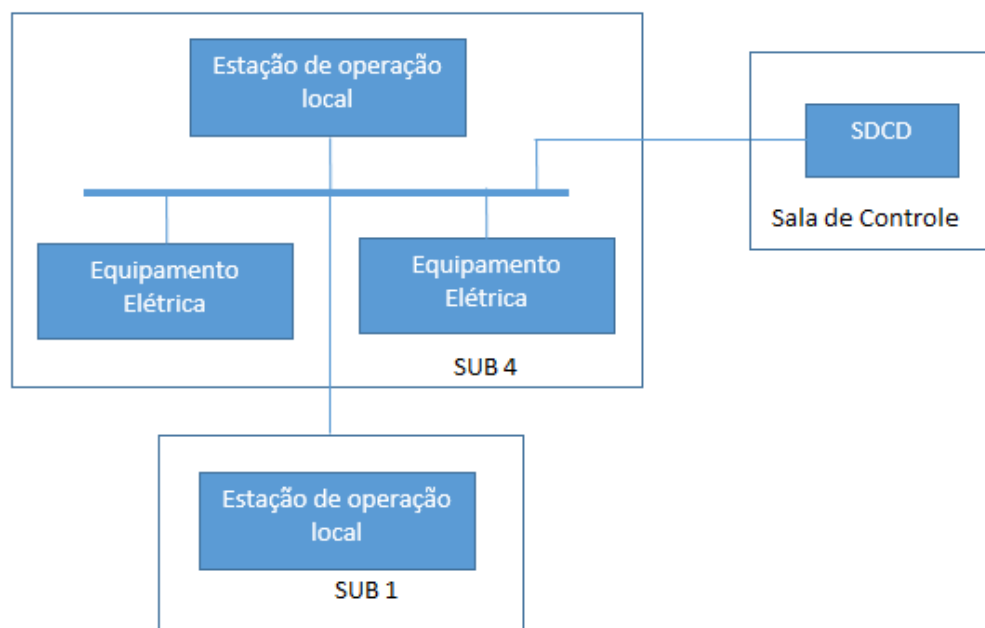 Estação de operação
local
SDCD
Sala de Controle
Equipamento
Elétrica
Equipamento
Elétrica
SUB 4
Estação de operação
local
SUB 1